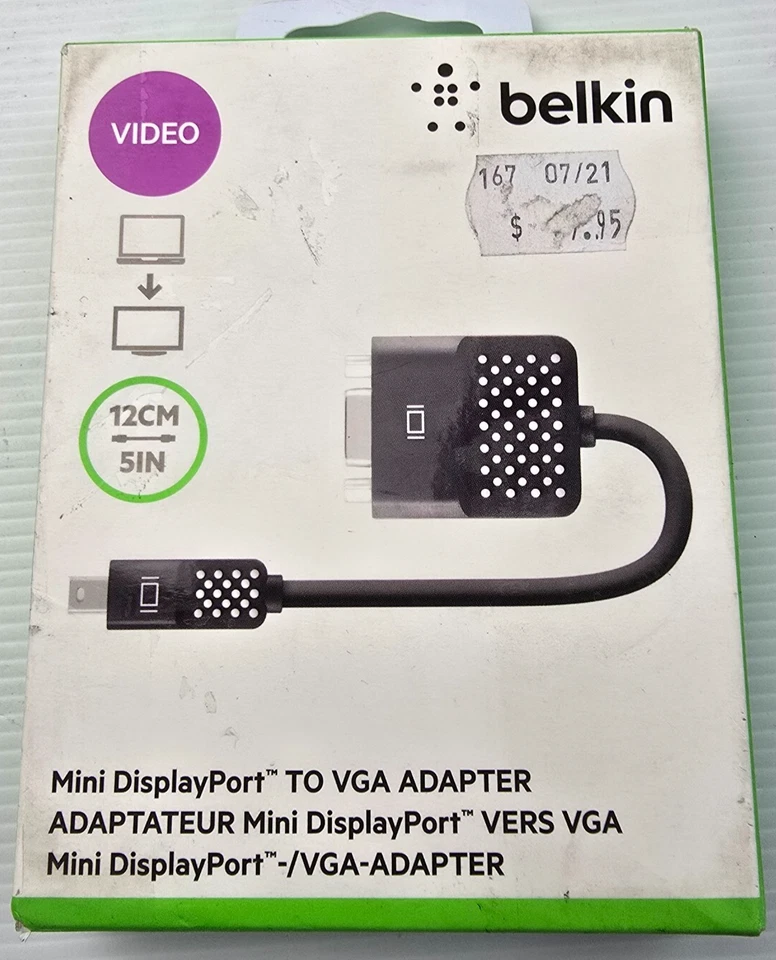 VIDEO
belkin
167 07/21
$ .95
12CM
5IN
Mini DisplayPort™ TO VGA ADAPTER
ADAPTATEUR Mini DisplayPort™ VERS VGA
Mini DisplayPort™-/VGA-ADAPTER